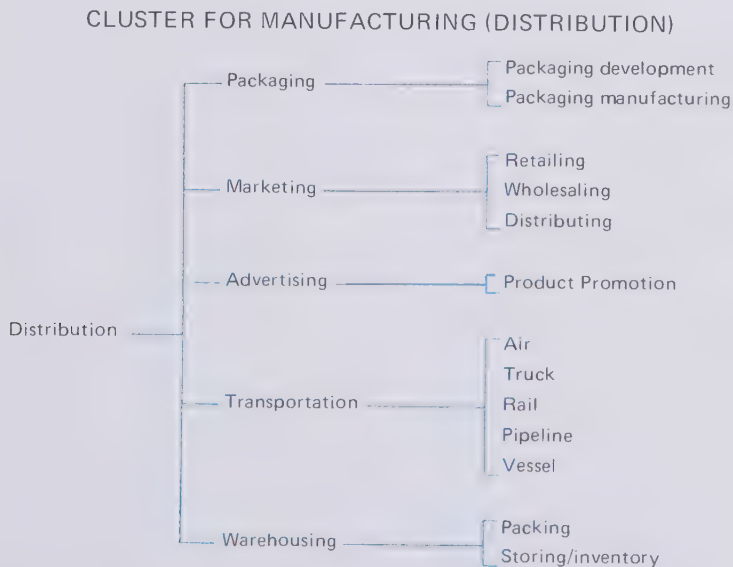 CLUSTER FOR MANUFACTURING (DISTRIBUTION)
Distribution
Packaging
Packaging development
Packaging manufacturing
Marketing
Retailing
Wholesaling
Distributing
Advertising
Product Promotion
Transportation
Air
Truck
Rail
Pipeline
Vessel
Warehousing
Packing
Storing/inventory